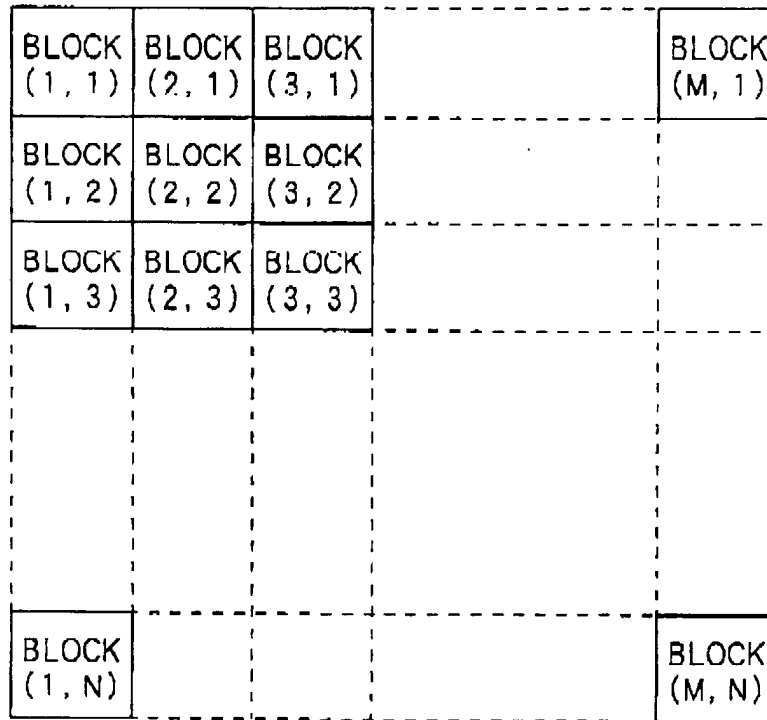 BLOCK BLOCK BLOCK BLOCK
(1, 1) (2, 1) (3, 1) (M, 1)
BLOCK BLOCK BLOCK
(1, 2) (2, 2) (3, 2)
BLOCK BLOCK BLOCK
(1, 3) (2, 3) (3, 3)
BLOCK BLOCK
(1, N) (M, N)